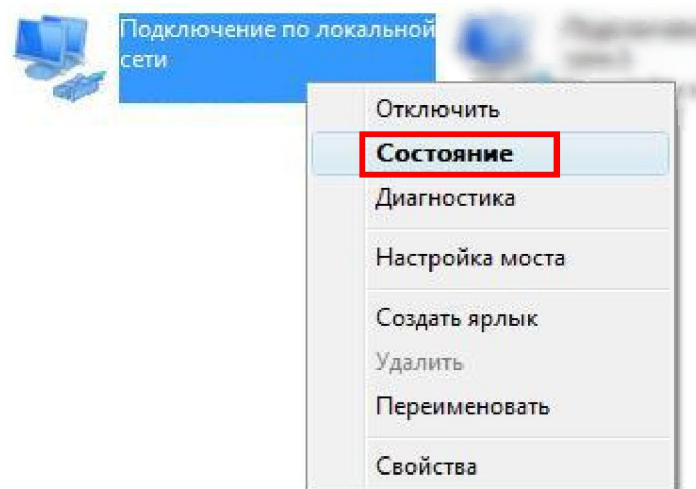 Подключение по локальной
сети
Отключить
Состояние
Диагностика
Настройка моста
Создать ярлык
Удалить
Переименовать
Свойства